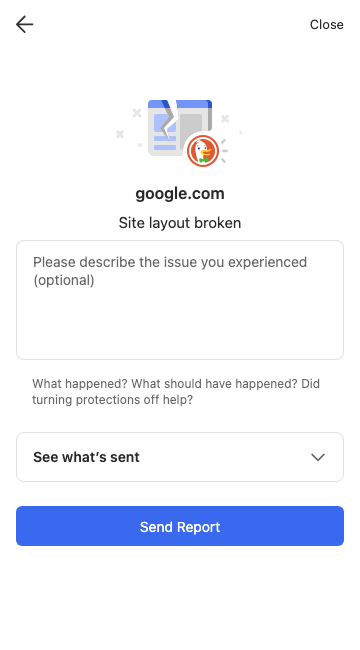 Close
google.com
Site layout broken
Please describe the issue you experienced
(optional)
What happened? What should have happened? Did
turning protections off help?
See what’s sent
Send Report